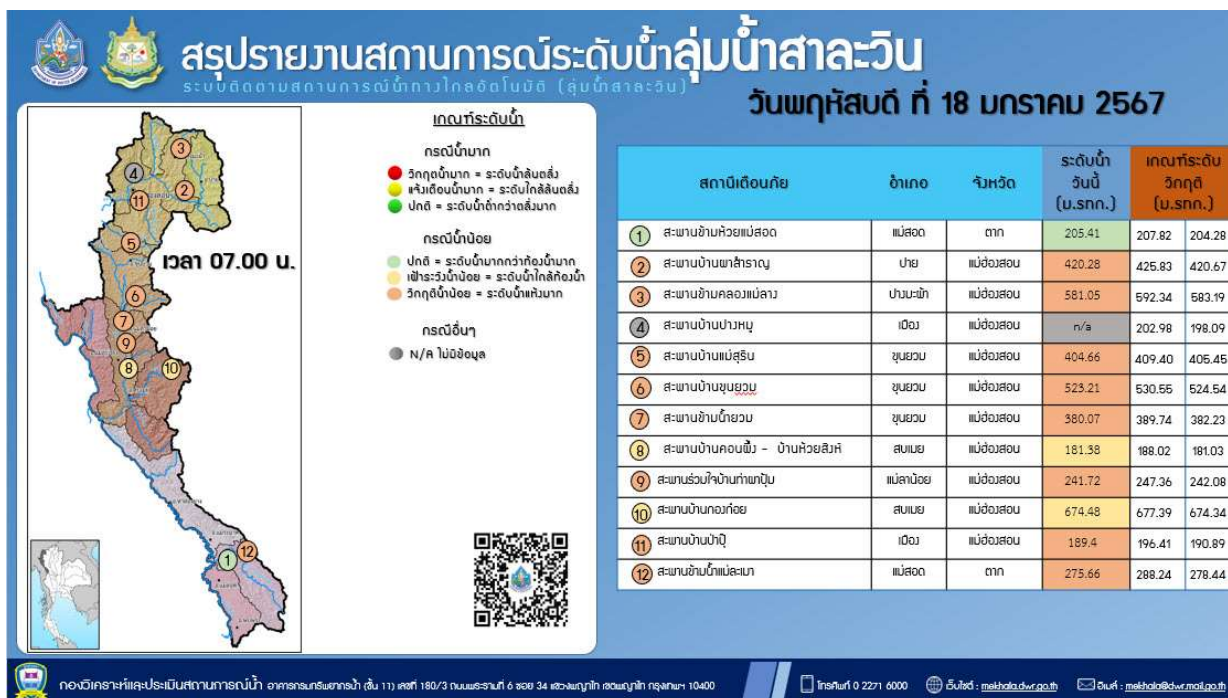 สรุปรายงานสถานการณ์ระดับน้ำลุ่มน้ำสาละวิน
ระบบติดตามสถานการณ์น้ำทางไกลอัตโนมัติ (ลุ่มน้ำสาละวิน)
วันพฤหัสบดี ที่ 18 มกราคม 2567
เวลา 07.00 น.
เกณฑ์ระดับน้ำ
กรณีน้ำมาก
วิกฤตน้ำมาก = ระดับน้ำล้นตลิ่ง
แจ้งเตือนน้ำมาก = ระดับใกล้ล้นตลิ่ง
ปกติ = ระดับน้ำต่ำกว่าตลิ่งมาก
กรณีน้ำน้อย
ปกติ = ระดับน้ำมากกว่าท้องน้ำมาก
เฝ้าระวังน้ำน้อย = ระดับน้ำใกล้ท้องน้ำ
วิกฤติน้ำน้อย = ระดับน้ำแห้งมาก
กรณีอื่นๆ
N/A ไม่มีข้อมูล
สถานีเตือนภัย อำเภอ จังหวัด ระดับน้ำวันนี้ (ม.รทก.) เกณฑ์ระดับวิกฤติ (ม.รทก.)
1 สะพานข้ามห้วยแม่สอด แม่สอด ตาก 205.41 207.82 204.28
2 สะพานบ้านผาสำราญ ปาย แม่ฮ่องสอน 420.28 425.83 420.67
3 สะพานข้ามคลองแม่ลาง ปางมะผ้า แม่ฮ่องสอน 581.05 592.34 583.19
4 สะพานบ้านปางหมู เมือง แม่ฮ่องสอน n/a 202.98 198.09
5 สะพานบ้านแม่สุริน ขุนยวม แม่ฮ่องสอน 404.66 409.40 405.45
6 สะพานบ้านขุนยวม ขุนยวม แม่ฮ่องสอน 523.21 530.55 524.54
7 สะพานข้ามน้ำยวม ขุนยวม แม่ฮ่องสอน 380.07 389.74 382.23
8 สะพานบ้านคอนผึ้ง - บ้านห้วยสิงห์ สบเมย แม่ฮ่องสอน 181.38 188.02 181.03
9 สะพานร่วมใจบ้านท่าผาปุ้ม แม่ลาน้อย แม่ฮ่องสอน 241.72 247.36 242.08
10 สะพานบ้านกองก๋อย สบเมย แม่ฮ่องสอน 674.48 677.39 674.34
11 สะพานบ้านป่าปุ๊ เมือง แม่ฮ่องสอน 189.4 196.41 190.89
12 สะพานข้ามน้ำแม่ละเมา แม่สอด ตาก 275.66 288.24 278.44
กองวิเคราะห์และประเมินสถานการณ์น้ำ อาคารกรมทรัพยากรน้ำ (ชั้น 11) เลขที่ 180/3 ถนนพระรามที่ 6 ซอย 34 แขวงพญาไท เขตพญาไท กรุงเทพฯ 10400
โทรศัพท์ 0 2271 6000 เว็บไซต์ : mekhala.dwr.go.th อีเมล์ : mekhala@dwr.mail.go.th